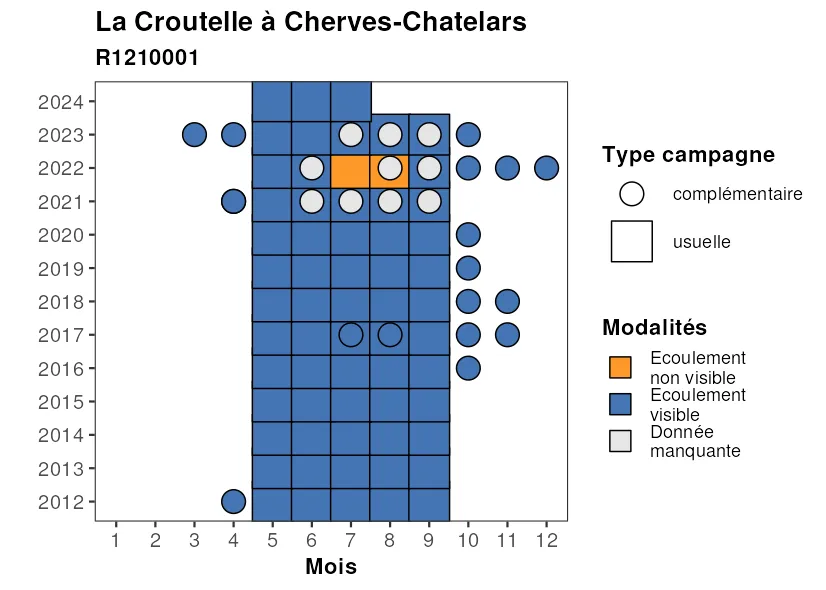 La Croutelle à Cherves-Chatelars
R1210001
2024
2023
2022
2021
2020
2019
2018
2017
2016
2015
2014
2013
2012
1 2 3 4 5 6 7 8 9 10 11 12
Mois
Type campagne
complémentaire
usuelle
Modalités
Ecoulement
non visible
Ecoulement
visible
Donnée
manquante